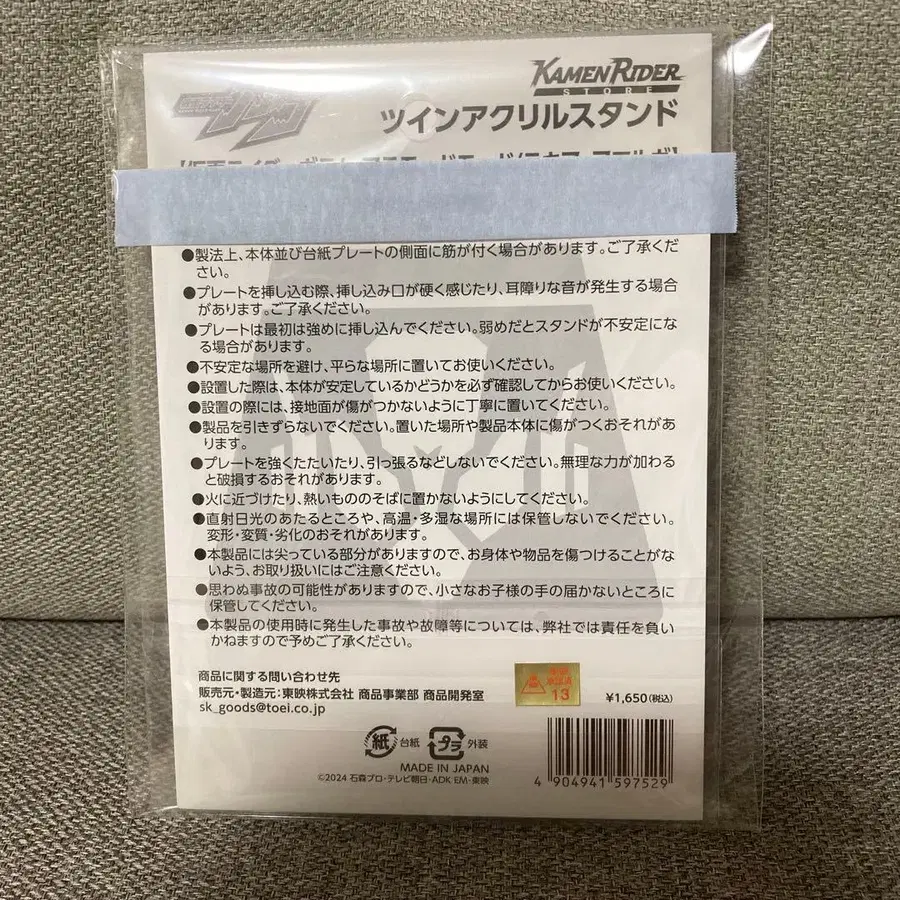 KAMEN RIDER
STORE
ツインアクリルスタンド
●製法上、本体並び台紙プレートの側面に筋が付く場合があります。ご了承くだ
さい。
●プレートを挿し込む際、挿し込み口が硬く感じたり、耳障りな音が発生する場合
があります。ご了承ください。
●プレートは最初は強めに挿し込んでください。弱めだとスタンドが不安定にな
る場合があります。
●不安定な場所を避け、平らな場所に置いてお使いください。
●設置した際は、本体が安定しているかどうかを必ず確認してからお使いください。
●設置の際には、接地面が傷がつかないように丁寧に置いてください。
●製品を引きずらないでください。置いた場所や製品本体に傷がつくおそれがあ
ります。
●プレートを強くたたいたり、引っ張るなどしないでください。無理な力が加わる
と破損するおそれがあります。
●火に近づけたり、熱いもののそばに置かないようにしてください。
●直射日光のあたるところや、高温・多湿な場所には保管しないでください。
変形・変質・劣化のおそれがあります。
●本製品には尖っている部分がありますので、お身体や物品を傷つけることがな
いよう、お取り扱いにはご注意ください。
●思わぬ事故の可能性がありますので、小さなお子様の手の届かないところに
保管してください。
●本製品の使用時に発生した事故や故障等については、弊社では責任を負い
かねますので予めご了承ください。
商品に関する問い合わせ先
販売元・製造元:東映株式会社 商品事業部 商品開発室
sk_goods@toei.co.jp
13
¥1,650(税込)
紙 台紙 プラ 外装
MADE IN JAPAN
©2024 石森プロ・テレビ朝日・ADK EM・東映
4 904941 597529